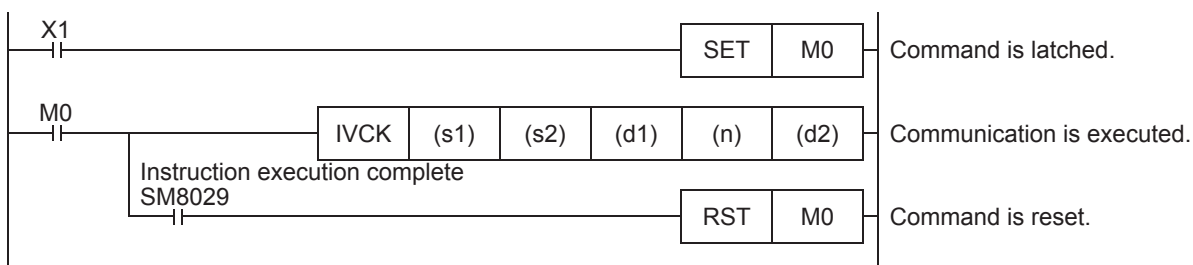 X1
SET M0 Command is latched.
M0
IVCK (s1) (s2) (d1) (n) (d2) Communication is executed.
Instruction execution complete
SM8029
RST M0 Command is reset.